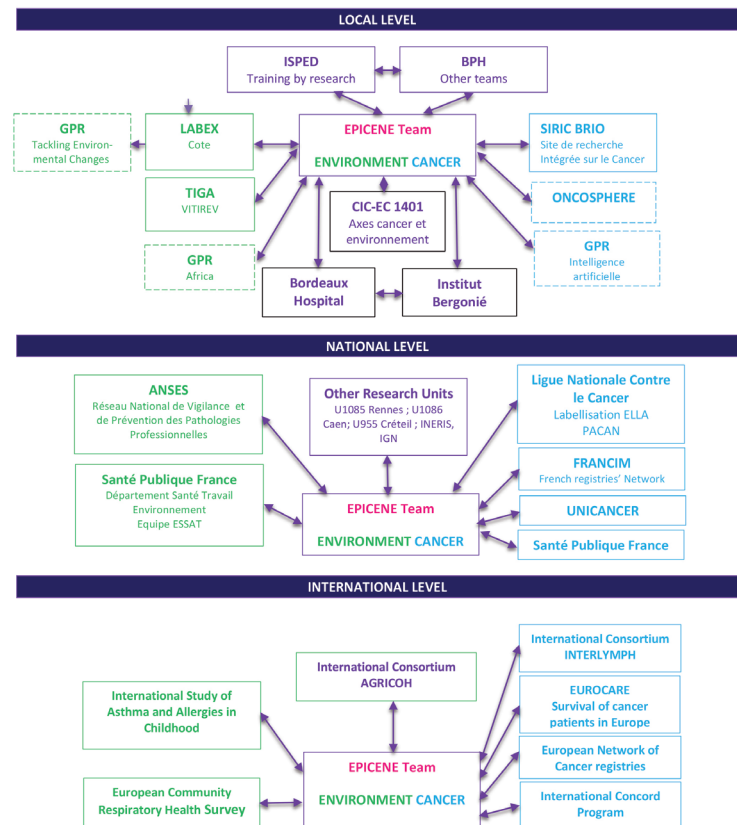 LOCAL LEVEL
ISPED
Training by research
BPH
Other teams
GPR
Tackling Environ-
mental Changes
LABEX
Cote
EPICENE Team
ENVIRONMENT CANCER
SIRIC BRIO
Site de recherche
Intégrée sur le Cancer
TIGA
VITIREV
CIC-EC 1401
Axes cancer et
environnement
ONCOSPHERE
GPR
Africa
GPR
Intelligence
artificielle
Bordeaux
Hospital
Institut
Bergonié
NATIONAL LEVEL
ANSES
Réseau National de Vigilance et
de Prévention des Pathologies
Professionnelles
Other Research Units
U1085 Rennes ; U1086
Caen; U955 Créteil ; INERIS,
IGN
Ligue Nationale Contre
le Cancer
Labellisation ELLA
PACAN
Santé Publique France
Département Santé Travail
Environnement
Equipe ESSAT
EPICENE Team
ENVIRONMENT CANCER
FRANCIM
French registries' Network
UNICANCER
Santé Publique France
INTERNATIONAL LEVEL
International Study of
Asthma and Allergies in
Childhood
International Consortium
AGRICOH
International Consortium
INTERLYMPH
EUROCARE
Survival of cancer
patients in Europe
European Community
Respiratory Health Survey
EPICENE Team
ENVIRONMENT CANCER
European Network of
Cancer registries
International Concord
Program